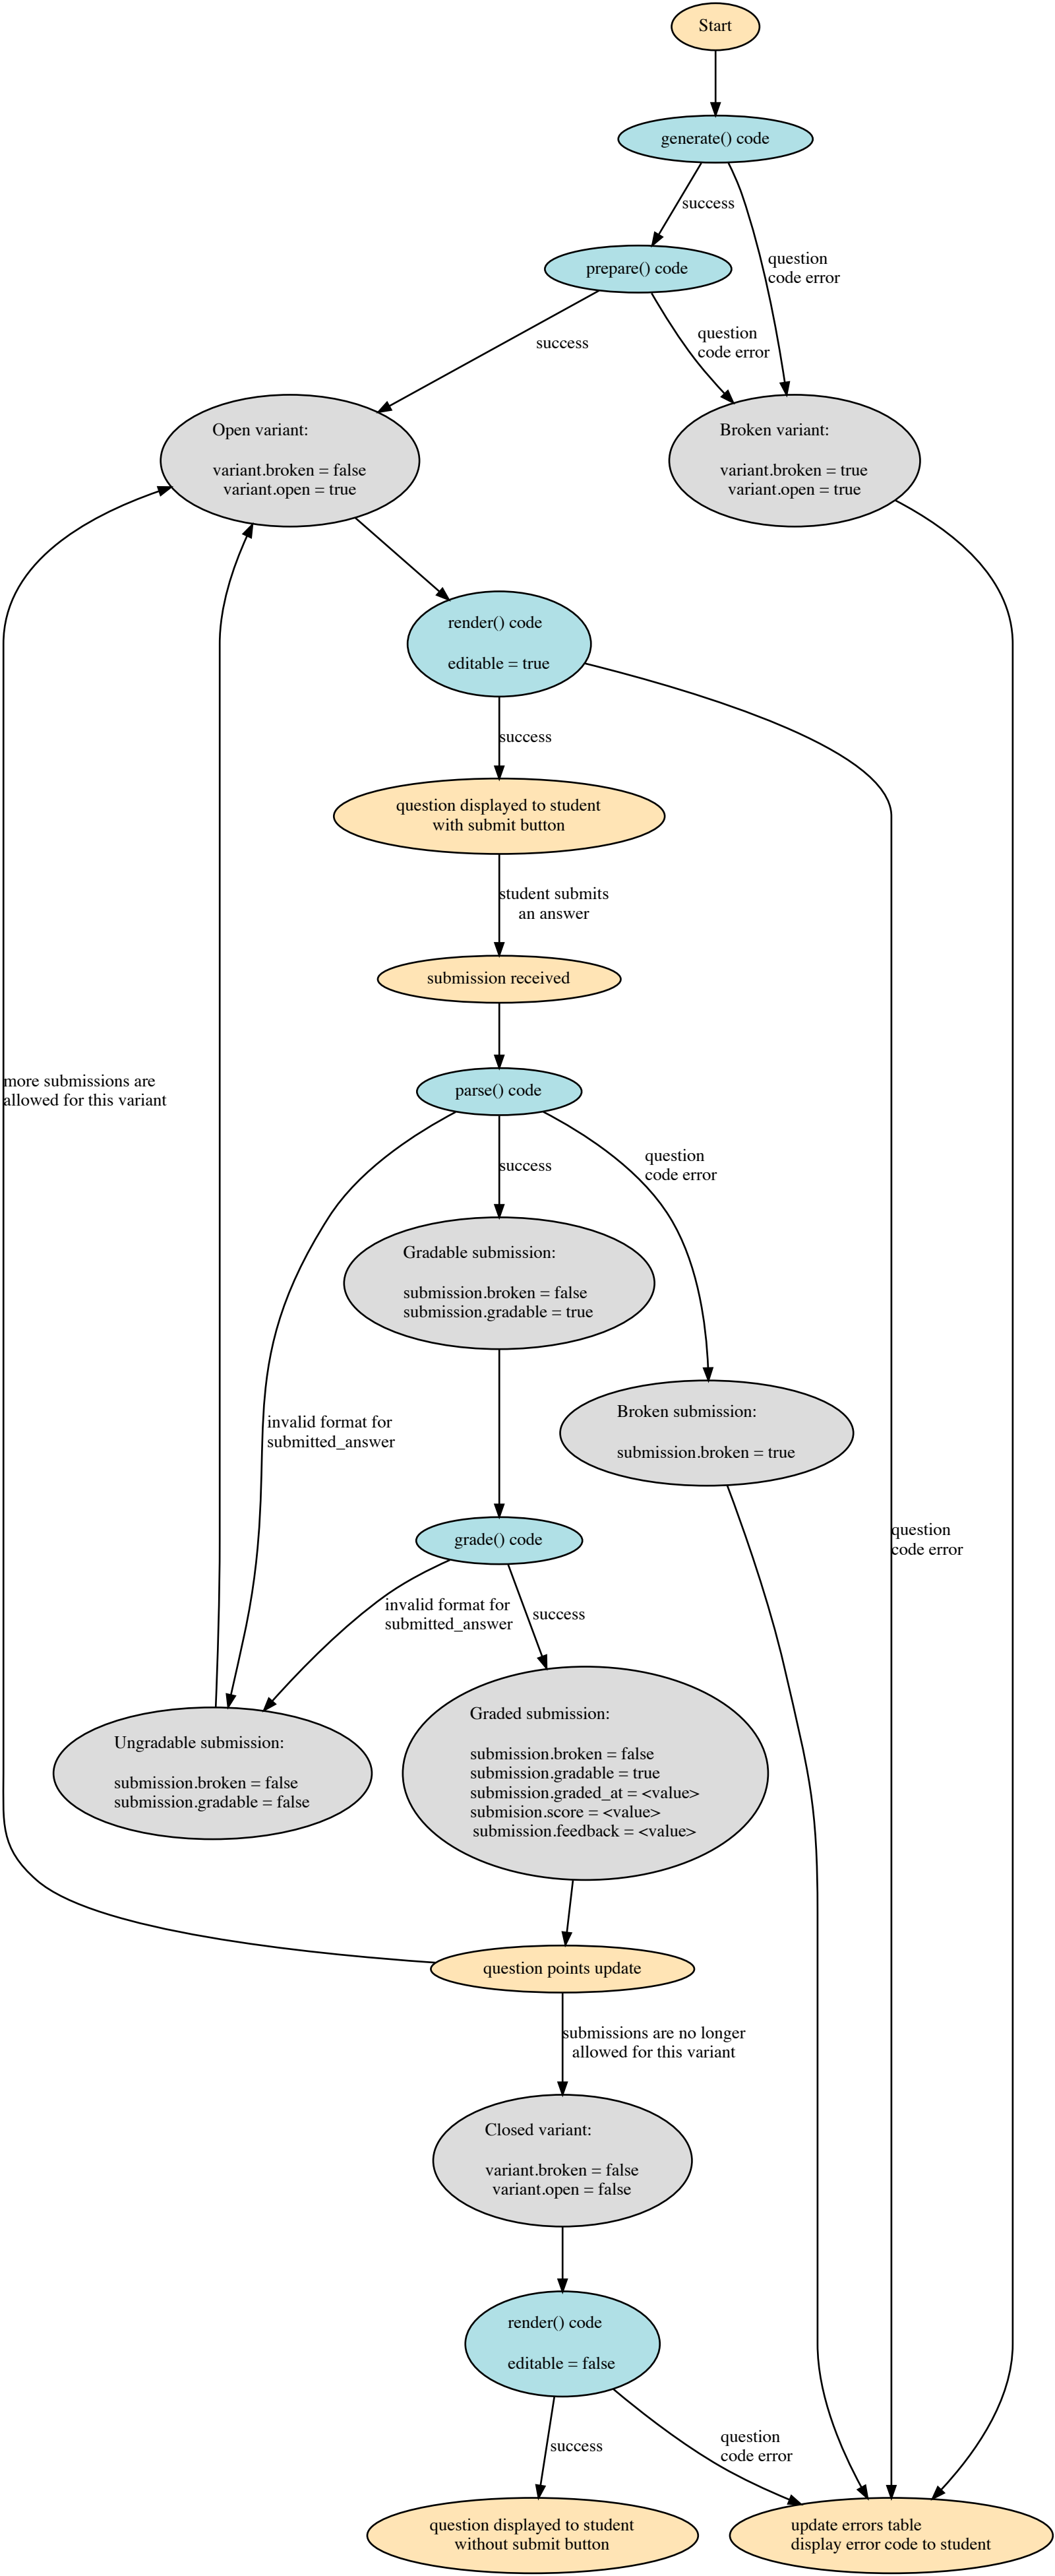 Start
generate() code
success
question
code error
prepare() code
question
code error
success
Open variant:
variant.broken = false
variant.open = true
Broken variant:
variant.broken = true
variant.open = true
render() code
editable = true
success
question displayed to student
with submit button
student submits
an answer
submission received
more submissions are
allowed for this variant
parse() code
success
question
code error
Gradable submission:
submission.broken = false
submission.gradable = true
invalid format for
submitted_answer
Broken submission:
submission.broken = true
question
code error
grade() code
invalid format for
submitted_answer
success
Ungradable submission:
submission.broken = false
submission.gradable = false
Graded submission:
submission.broken = false
submission.gradable = true
submission.graded_at = <value>
submision.score = <value>
submission.feedback = <value>
question points update
submissions are no longer
allowed for this variant
Closed variant:
variant.broken = false
variant.open = false
render() code
editable = false
success
question
code error
question displayed to student
without submit button
update errors table
display error code to student